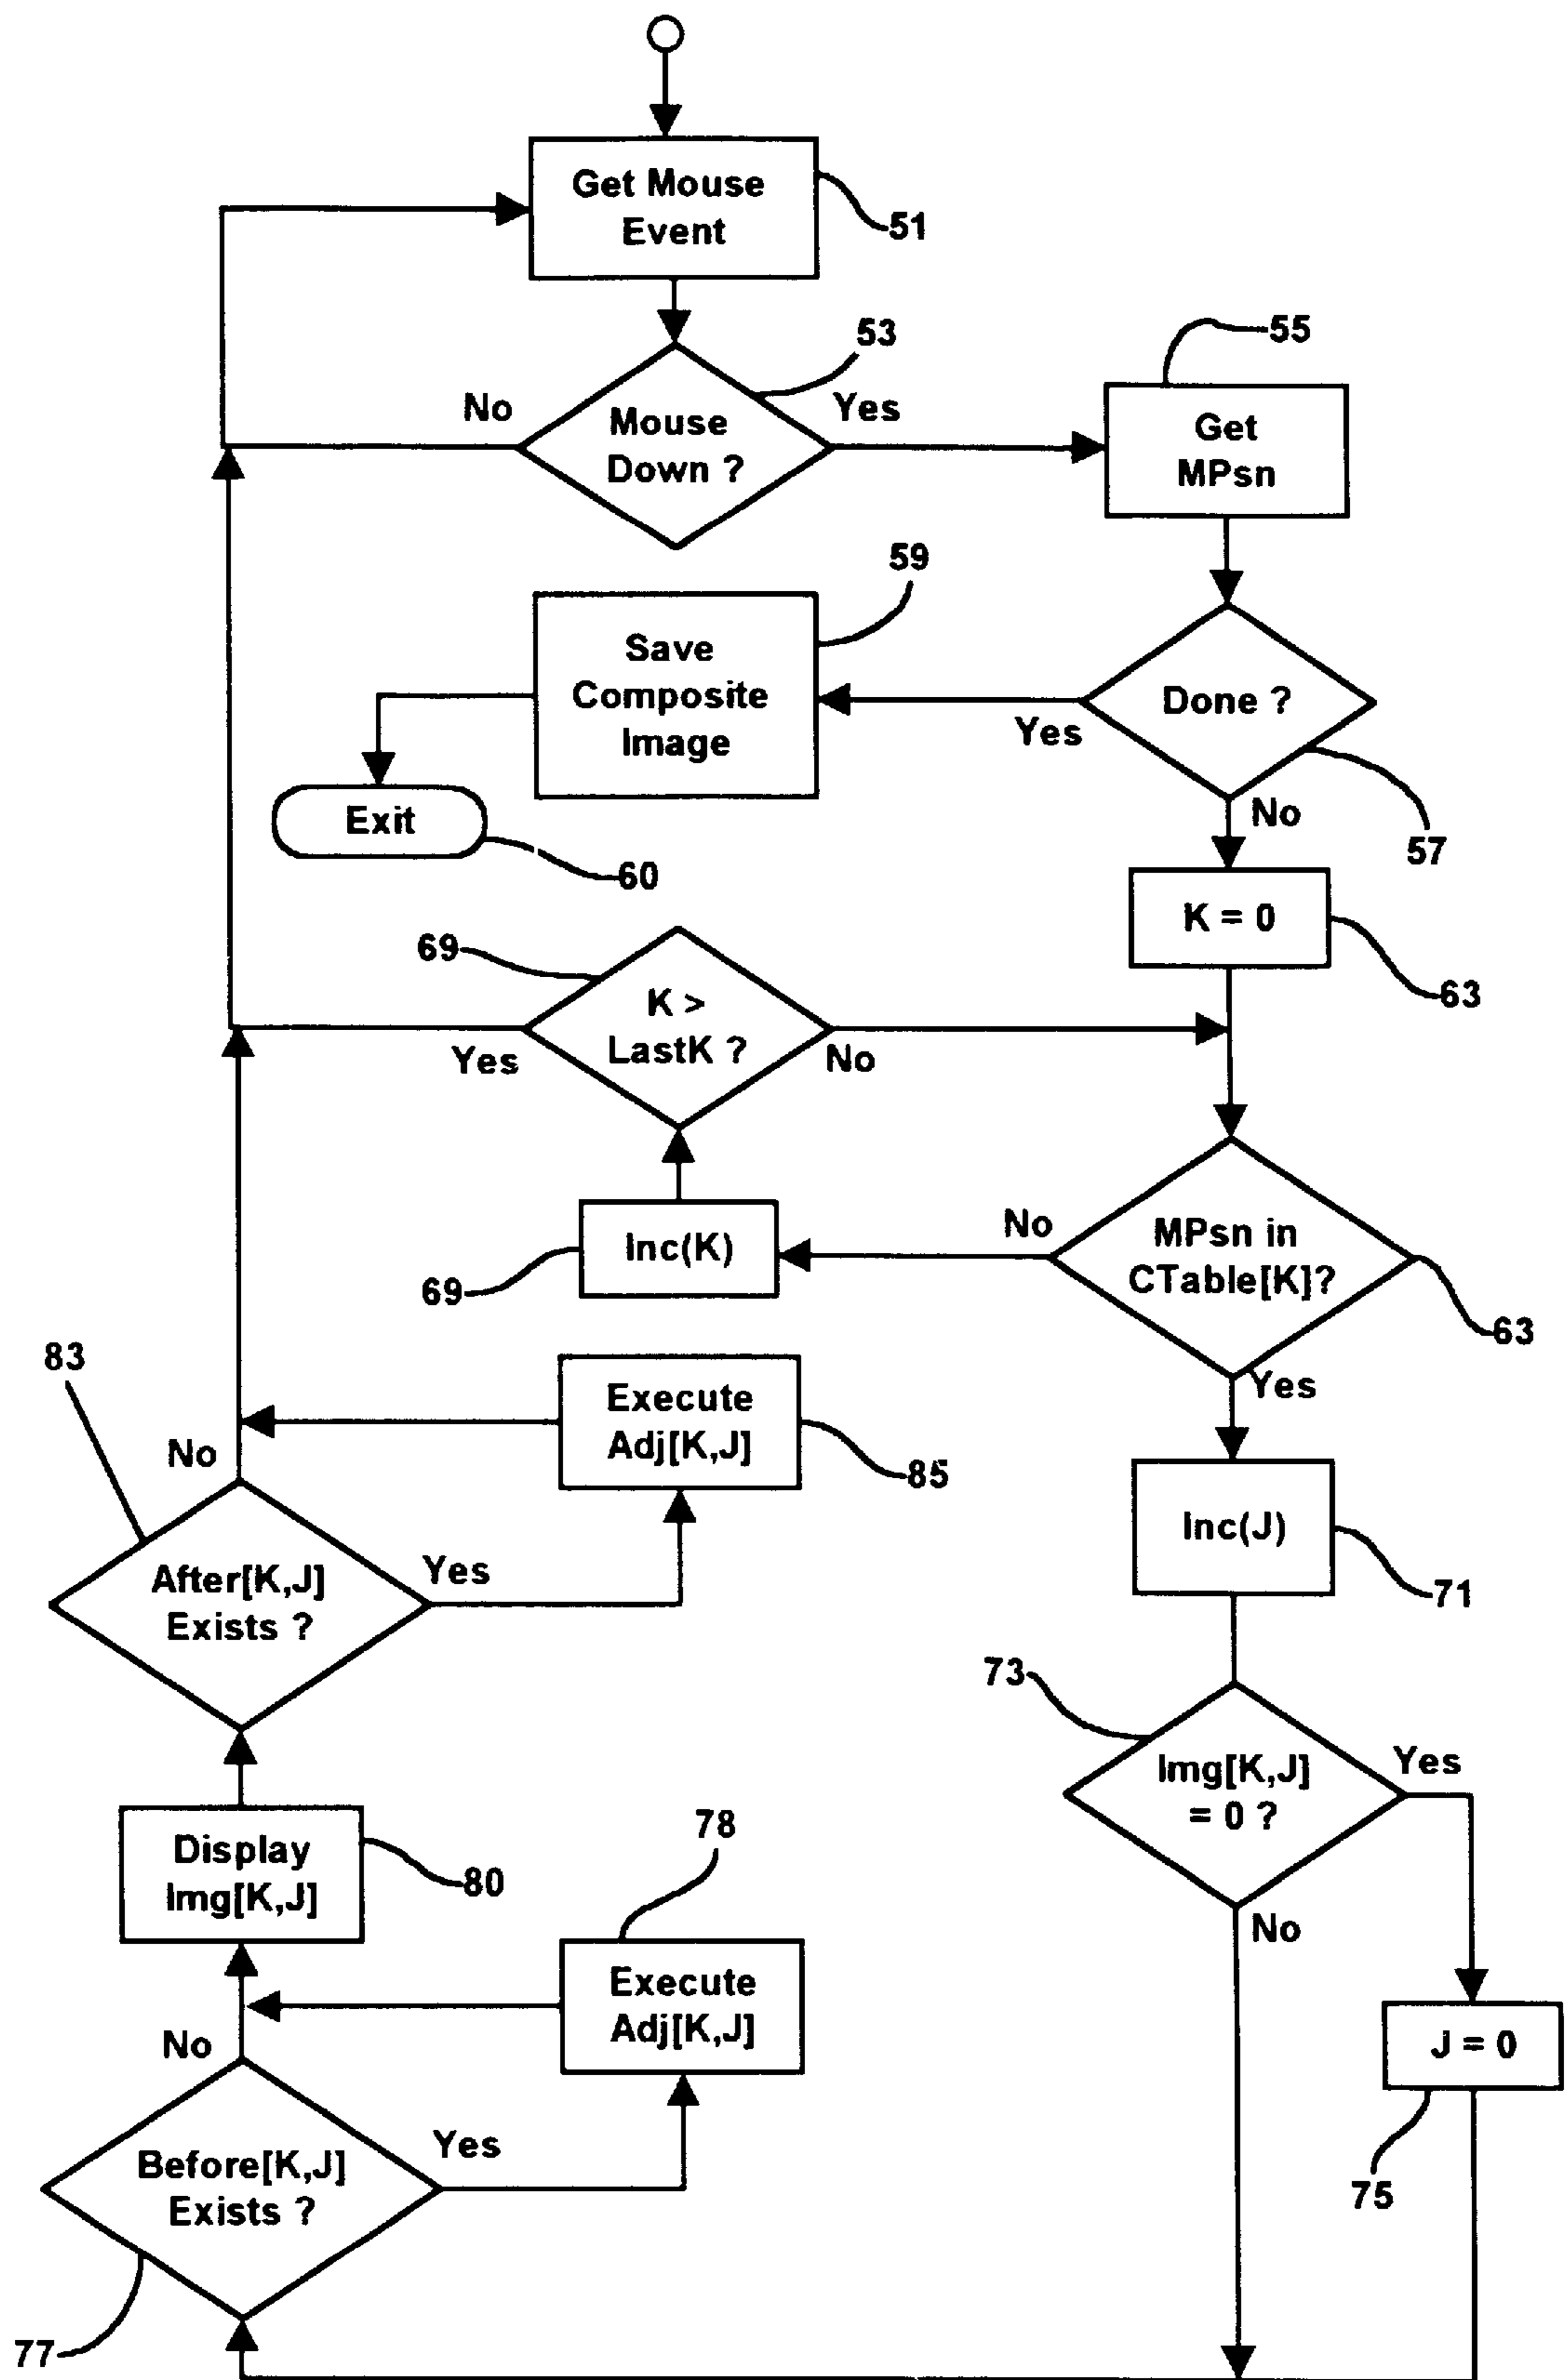 Get Mouse
Event
51
53
55
No
Mouse
Down ?
Yes
Get
MPsn
59
Save
Composite
Image
Yes
Done ?
Exit
No
57
60
K = 0
69
63
K >
LastK ?
Yes
No
No
MPsn in
CTable[K]?
Inc(K)
69
63
83
Yes
Execute
Adj[K,J]
No
85
Inc(J)
After[K,J]
Exists ?
Yes
71
73
Img[K,J]
= 0 ?
Yes
78
Display
Img[K,J]
80
No
Execute
Adj[K,J]
No
J = 0
Before[K,J]
Exists ?
Yes
75
77